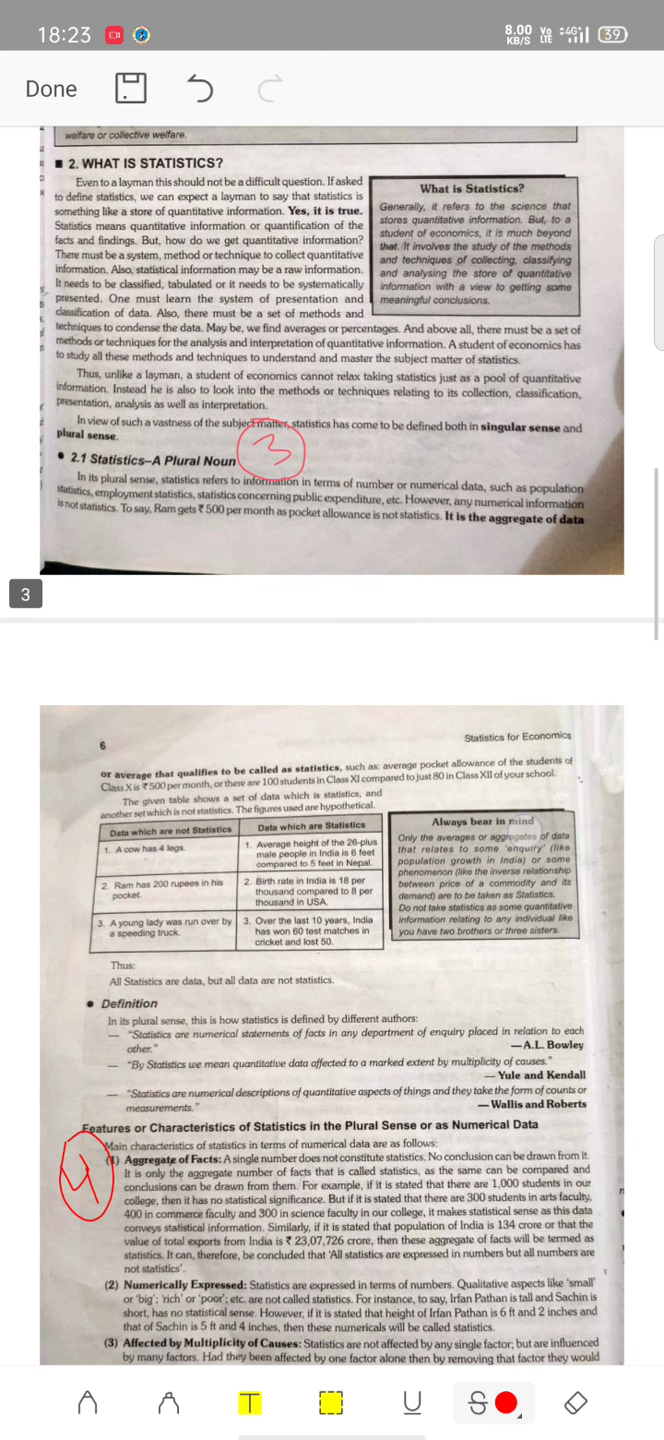 18:23
8.00 KB/S Vo LTE 4G+ 39
Done
welfare or collective welfare.
■ 2. WHAT IS STATISTICS?
Even to a layman this should not be a difficult question. If asked
to define statistics, we can expect a layman to say that statistics is
something like a store of quantitative information. Yes, it is true.
Statistics means quantitative information or quantification of the
facts and findings. But, how do we get quantitative information?
There must be a system, method or technique to collect quantitative
information. Also, statistical information may be a raw information.
It needs to be classified, tabulated or it needs to be systematically
presented. One must learn the system of presentation and
classification of data. Also, there must be a set of methods and
What is Statistics?
Generally, it refers to the science that
stores quantitative information. But, to a
student of economics, it is much beyond
that. It involves the study of the methods
and techniques of collecting, classifying
and analysing the store of quantitative
information with a view to getting some
meaningful conclusions.
techniques to condense the data. May be, we find averages or percentages. And above all, there must be a set of
methods or techniques for the analysis and interpretation of quantitative information. A student of economics has
to study all these methods and techniques to understand and master the subject matter of statistics.
Thus, unlike a layman, a student of economics cannot relax taking statistics just as a pool of quantitative
information. Instead he is also to look into the methods or techniques relating to its collection, classification,
presentation, analysis as well as interpretation.
In view of such a vastness of the subject matter, statistics has come to be defined both in singular sense and
plural sense.
3
• 2.1 Statistics–A Plural Noun
In its plural sense, statistics refers to information in terms of number or numerical data, such as population
statistics, employment statistics, statistics concerning public expenditure, etc. However, any numerical information
is not statistics. To say, Ram gets ₹ 500 per month as pocket allowance is not statistics. It is the aggregate of data
3
6
Statistics for Economics
or average that qualifies to be called as statistics, such as: average pocket allowance of the students of
Class X is ₹ 500 per month, or there are 100 students in Class XI compared to just 80 in Class XII of your school.
The given table shows a set of data which is statistics, and
another set which is not statistics. The figures used are hypothetical.
Data which are not Statistics
Data which are Statistics
1. A cow has 4 legs.
1. Average height of the 26-plus
male people in India is 6 feet
compared to 5 feet in Nepal.
2. Ram has 200 rupees in his
pocket.
2. Birth rate in India is 18 per
thousand compared to 8 per
thousand in USA.
3. A young lady was run over by
a speeding truck.
3. Over the last 10 years, India
has won 60 test matches in
cricket and lost 50.
Always bear in mind
Only the averages or aggregates of data
that relates to some 'enquiry' (like
population growth in India) or some
phenomenon (like the inverse relationship
between price of a commodity and its
demand) are to be taken as Statistics.
Do not take statistics as some quantitative
information relating to any individual like
you have two brothers or three sisters.
Thus:
All Statistics are data, but all data are not statistics.
• Definition
In its plural sense, this is how statistics is defined by different authors:
— "Statistics are numerical statements of facts in any department of enquiry placed in relation to each
other."
—A.L. Bowley
— "By Statistics we mean quantitative data affected to a marked extent by multiplicity of causes."
— Yule and Kendall
— "Statistics are numerical descriptions of quantitative aspects of things and they take the form of counts or
measurements."
— Wallis and Roberts
Features or Characteristics of Statistics in the Plural Sense or as Numerical Data
Main characteristics of statistics in terms of numerical data are as follows:
4
(1) Aggregate of Facts: A single number does not constitute statistics. No conclusion can be drawn from it.
It is only the aggregate number of facts that is called statistics, as the same can be compared and
conclusions can be drawn from them. For example, if it is stated that there are 1,000 students in our
college, then it has no statistical significance. But if it is stated that there are 300 students in arts faculty,
400 in commerce faculty and 300 in science faculty in our college, it makes statistical sense as this data
conveys statistical information. Similarly, if it is stated that population of India is 134 crore or that the
value of total exports from India is ₹ 23,07,726 crore, then these aggregate of facts will be termed as
statistics. It can, therefore, be concluded that 'All statistics are expressed in numbers but all numbers are
not statistics'.
(2) Numerically Expressed: Statistics are expressed in terms of numbers. Qualitative aspects like 'small'
or 'big'; 'rich' or 'poor'; etc. are not called statistics. For instance, to say, Irfan Pathan is tall and Sachin is
short, has no statistical sense. However, if it is stated that height of Irfan Pathan is 6 ft and 2 inches and
that of Sachin is 5 ft and 4 inches, then these numericals will be called statistics.
(3) Affected by Multiplicity of Causes: Statistics are not affected by any single factor; but are influenced
by many factors. Had they been affected by one factor alone then by removing that factor they would
T
U
S